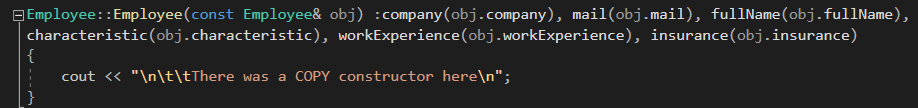 Employee::Employee(const Employee& obj) :company(obj.company), mail(obj.mail), fullName(obj.fullName),
characteristic(obj.characteristic), workExperience(obj.workExperience), insurance(obj.insurance)
{
cout << "\n\t\tThere was a COPY constructor here\n";
}